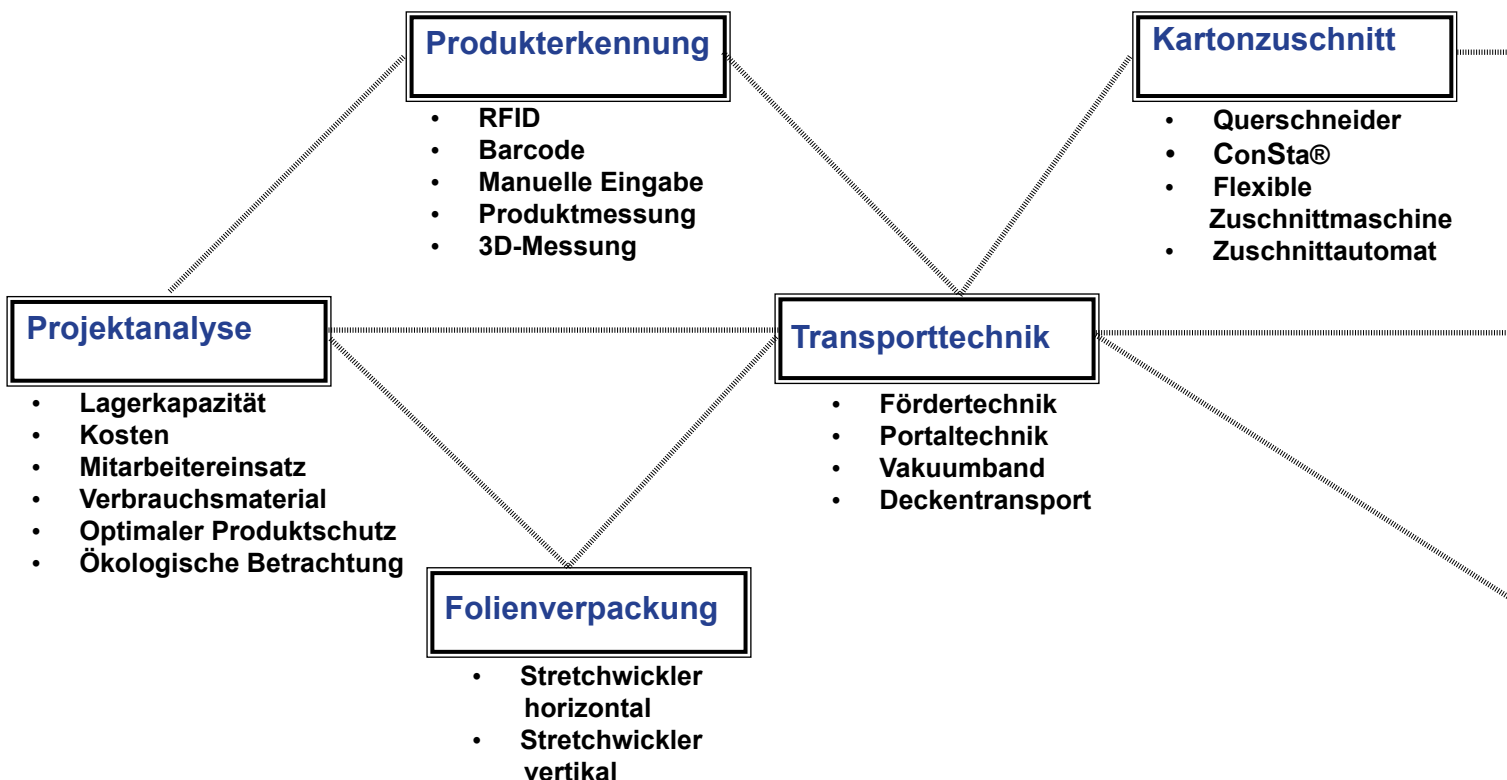 Produkterkennung
• RFID
• Barcode
• Manuelle Eingabe
• Produktmessung
• 3D-Messung
Kartonzuschnitt
• Querschneider
• ConSta®
• Flexible
Zuschnittmaschine
• Zuschnittautomat
Projektanalyse
• Lagerkapazität
• Kosten
• Mitarbeitereinsatz
• Verbrauchsmaterial
• Optimaler Produktschutz
• Ökologische Betrachtung
Transporttechnik
• Fördertechnik
• Portaltechnik
• Vakuumband
• Deckentransport
Folienverpackung
• Stretchwickler
horizontal
• Stretchwickler
vertikal